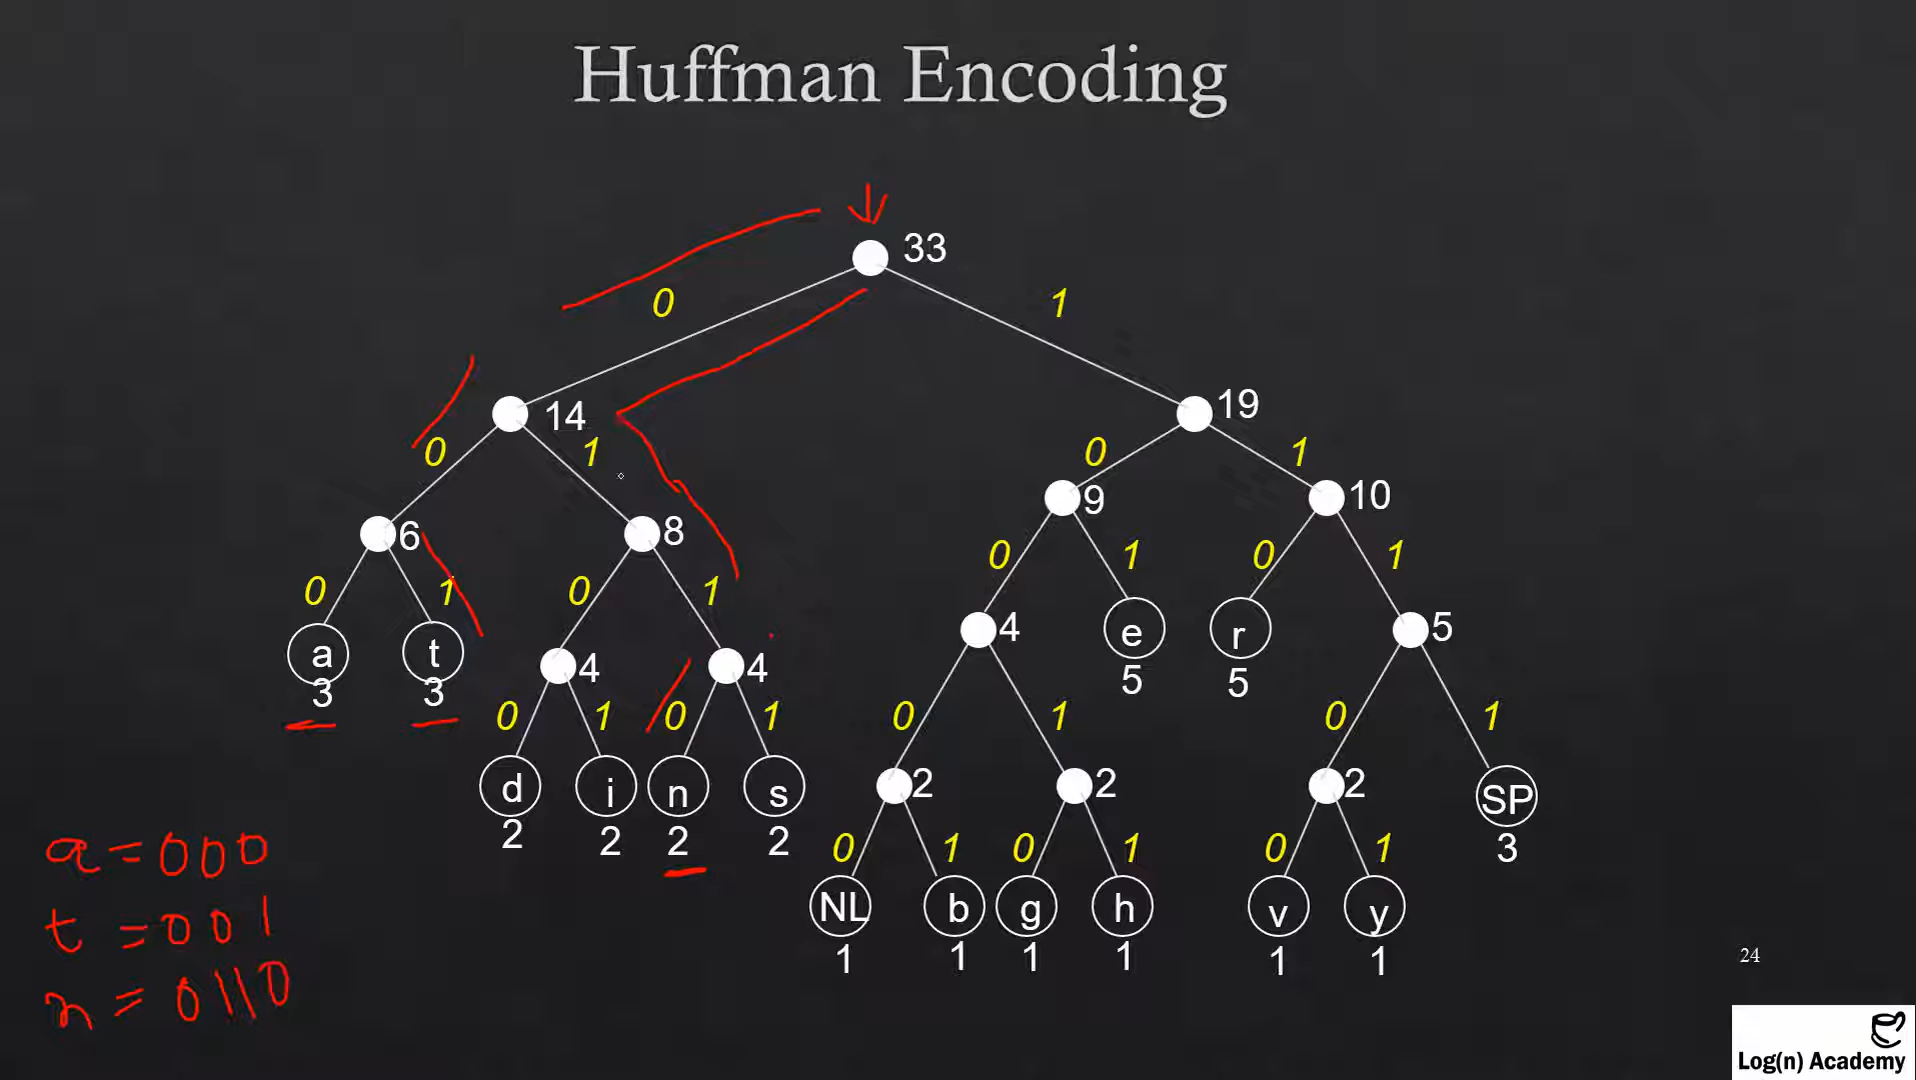 Huffman Encoding
33
0 1
14 19
0 1 0 1
6 8 9 10
0 1 0 1 0 1 0 1
a t 4 4 4 e r 5
3 3 5 5
0 1 0 1 0 1 0 1
d i n s 2 2 2 SP
2 2 2 2 3
0 1 0 1 0 1
NL b g h v y
1 1 1 1 1 1
a = 000
t = 001
n = 0110
24
Log(n) Academy